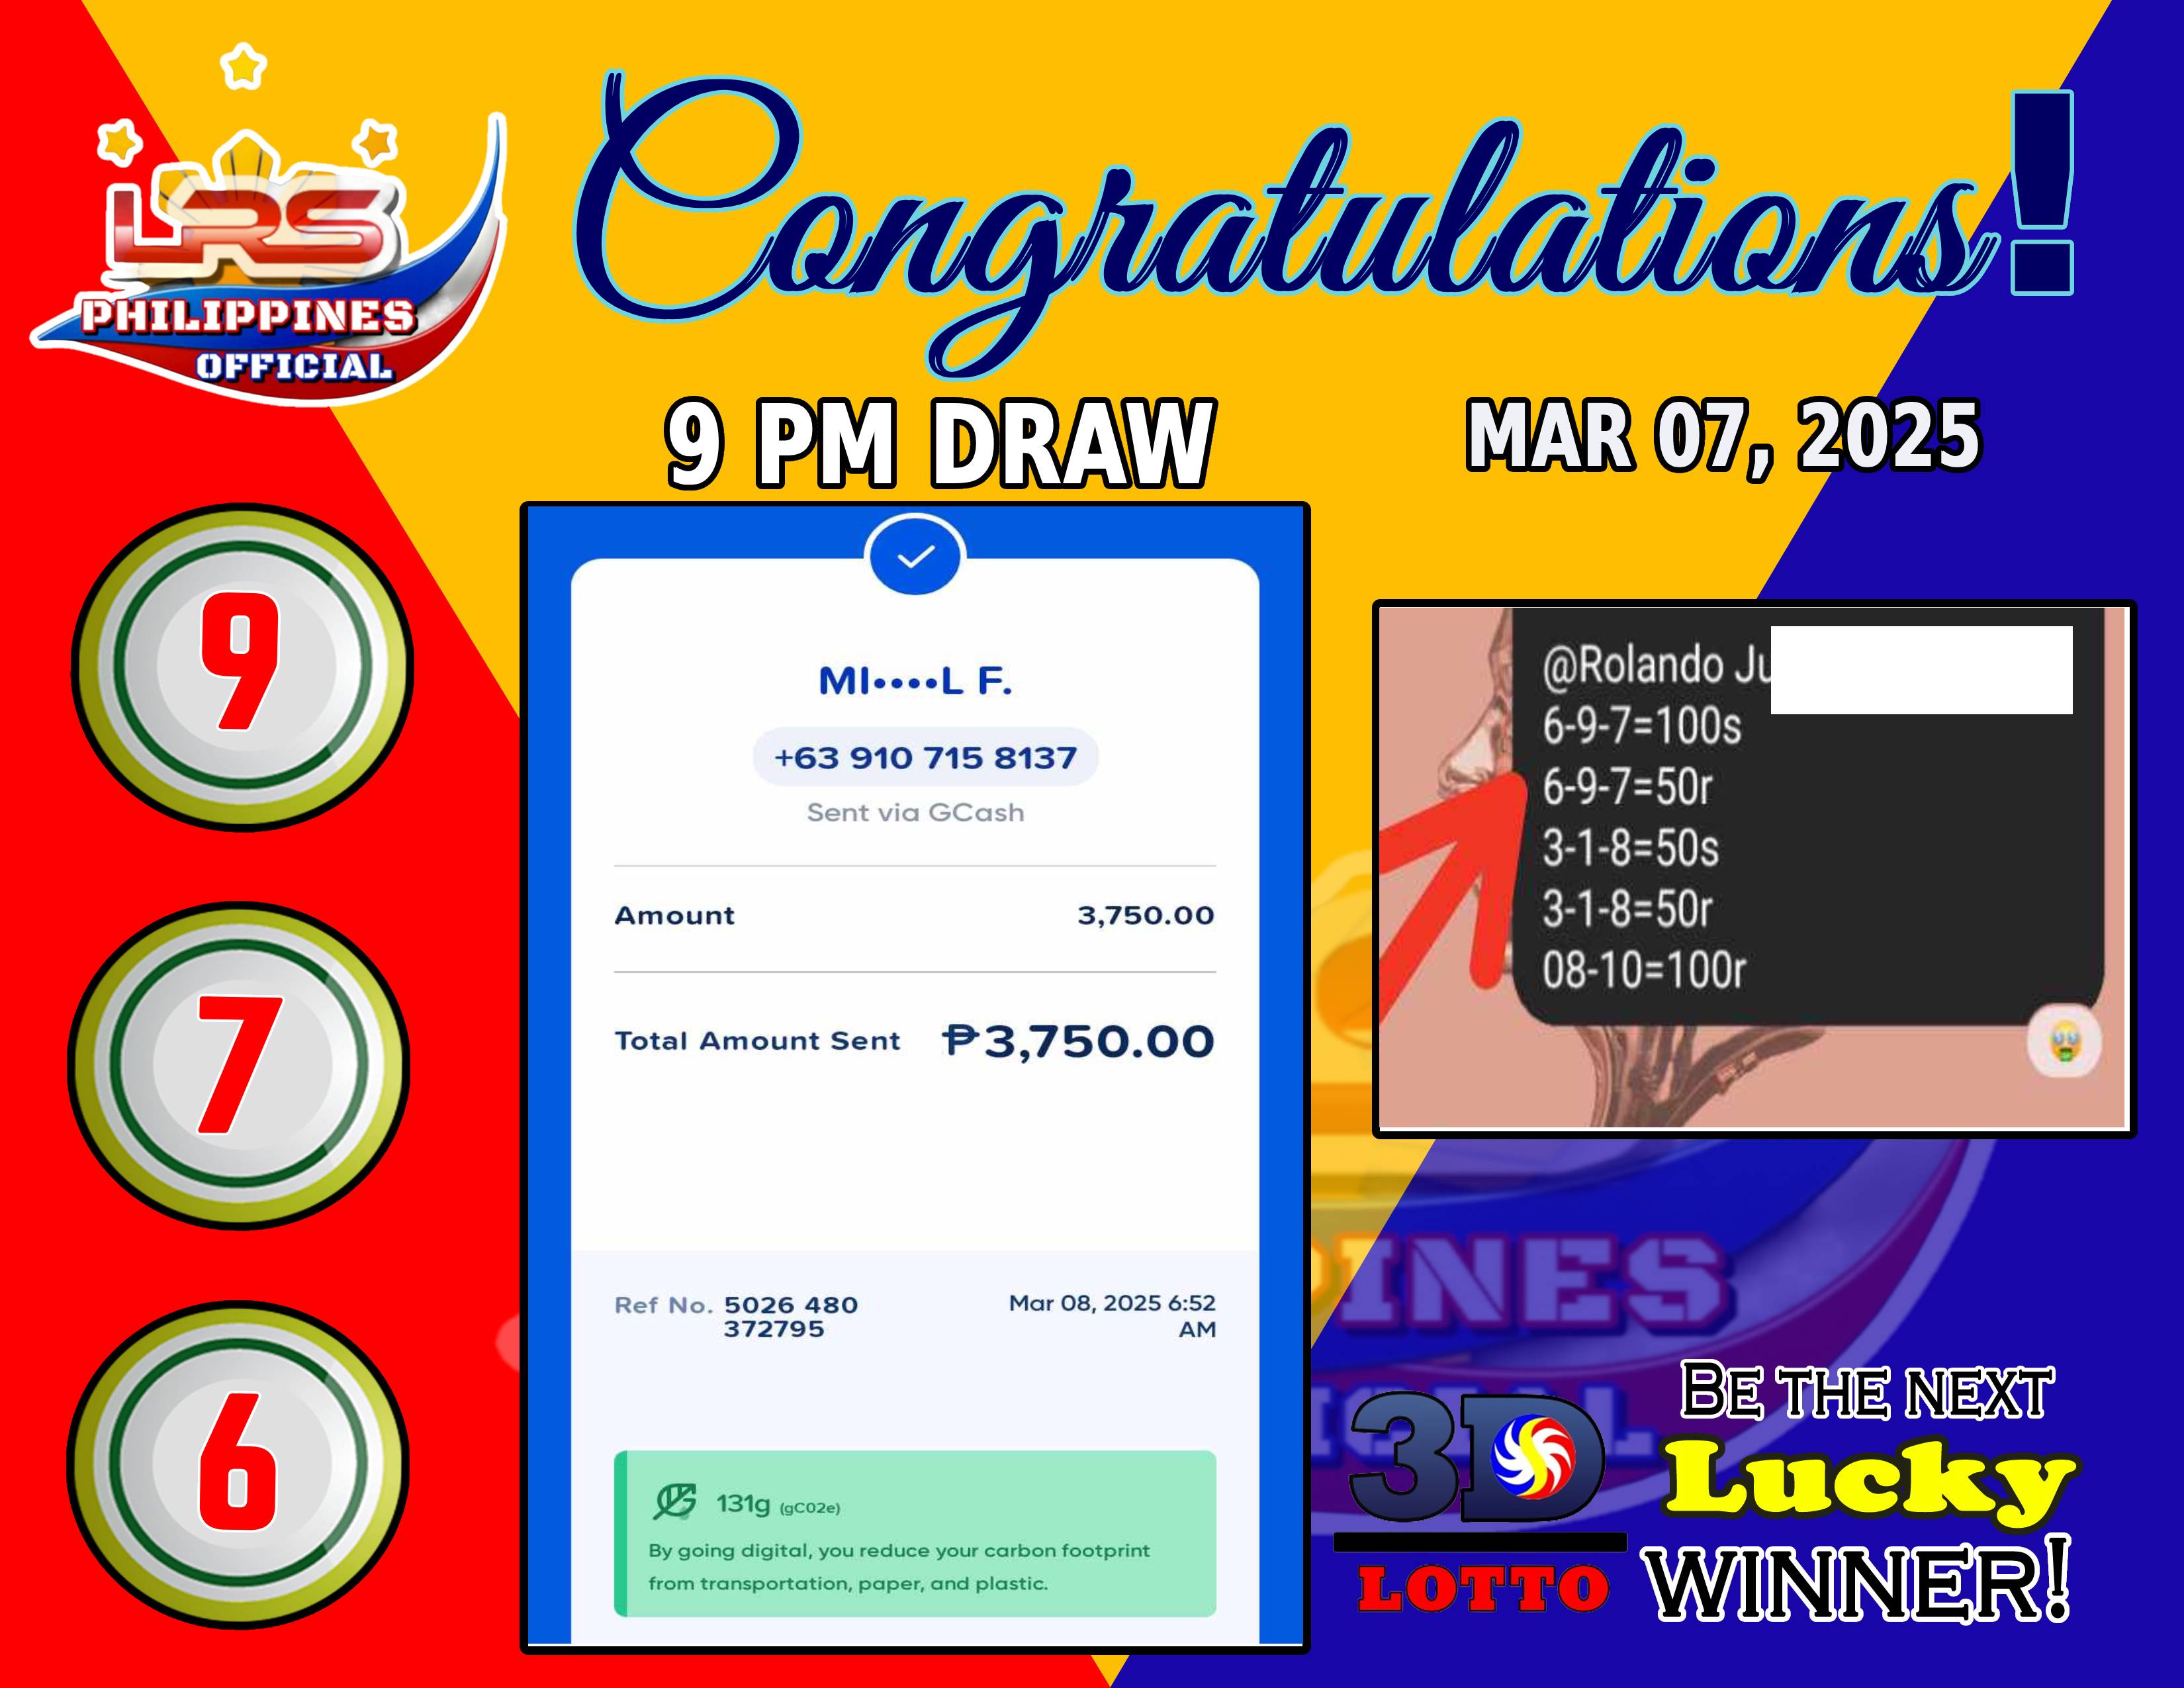 LRS
PHILIPPINES
OFFICIAL
Congratulations!
9 PM DRAW
MAR 07, 2025
9
7
6
MI••••L F.
+63 910 715 8137
Sent via GCash
Amount 3,750.00
Total Amount Sent ₱3,750.00
Ref No. 5026 480
372795
Mar 08, 2025 6:52
AM
131g (gCO2e)
By going digital, you reduce your carbon footprint
from transportation, paper, and plastic.
@Rolando Ju
6-9-7=100s
6-9-7=50r
3-1-8=50s
3-1-8=50r
08-10=100r
PINES
ICIAL
3D
LOTTO
BE THE NEXT
Lucky
WINNER!